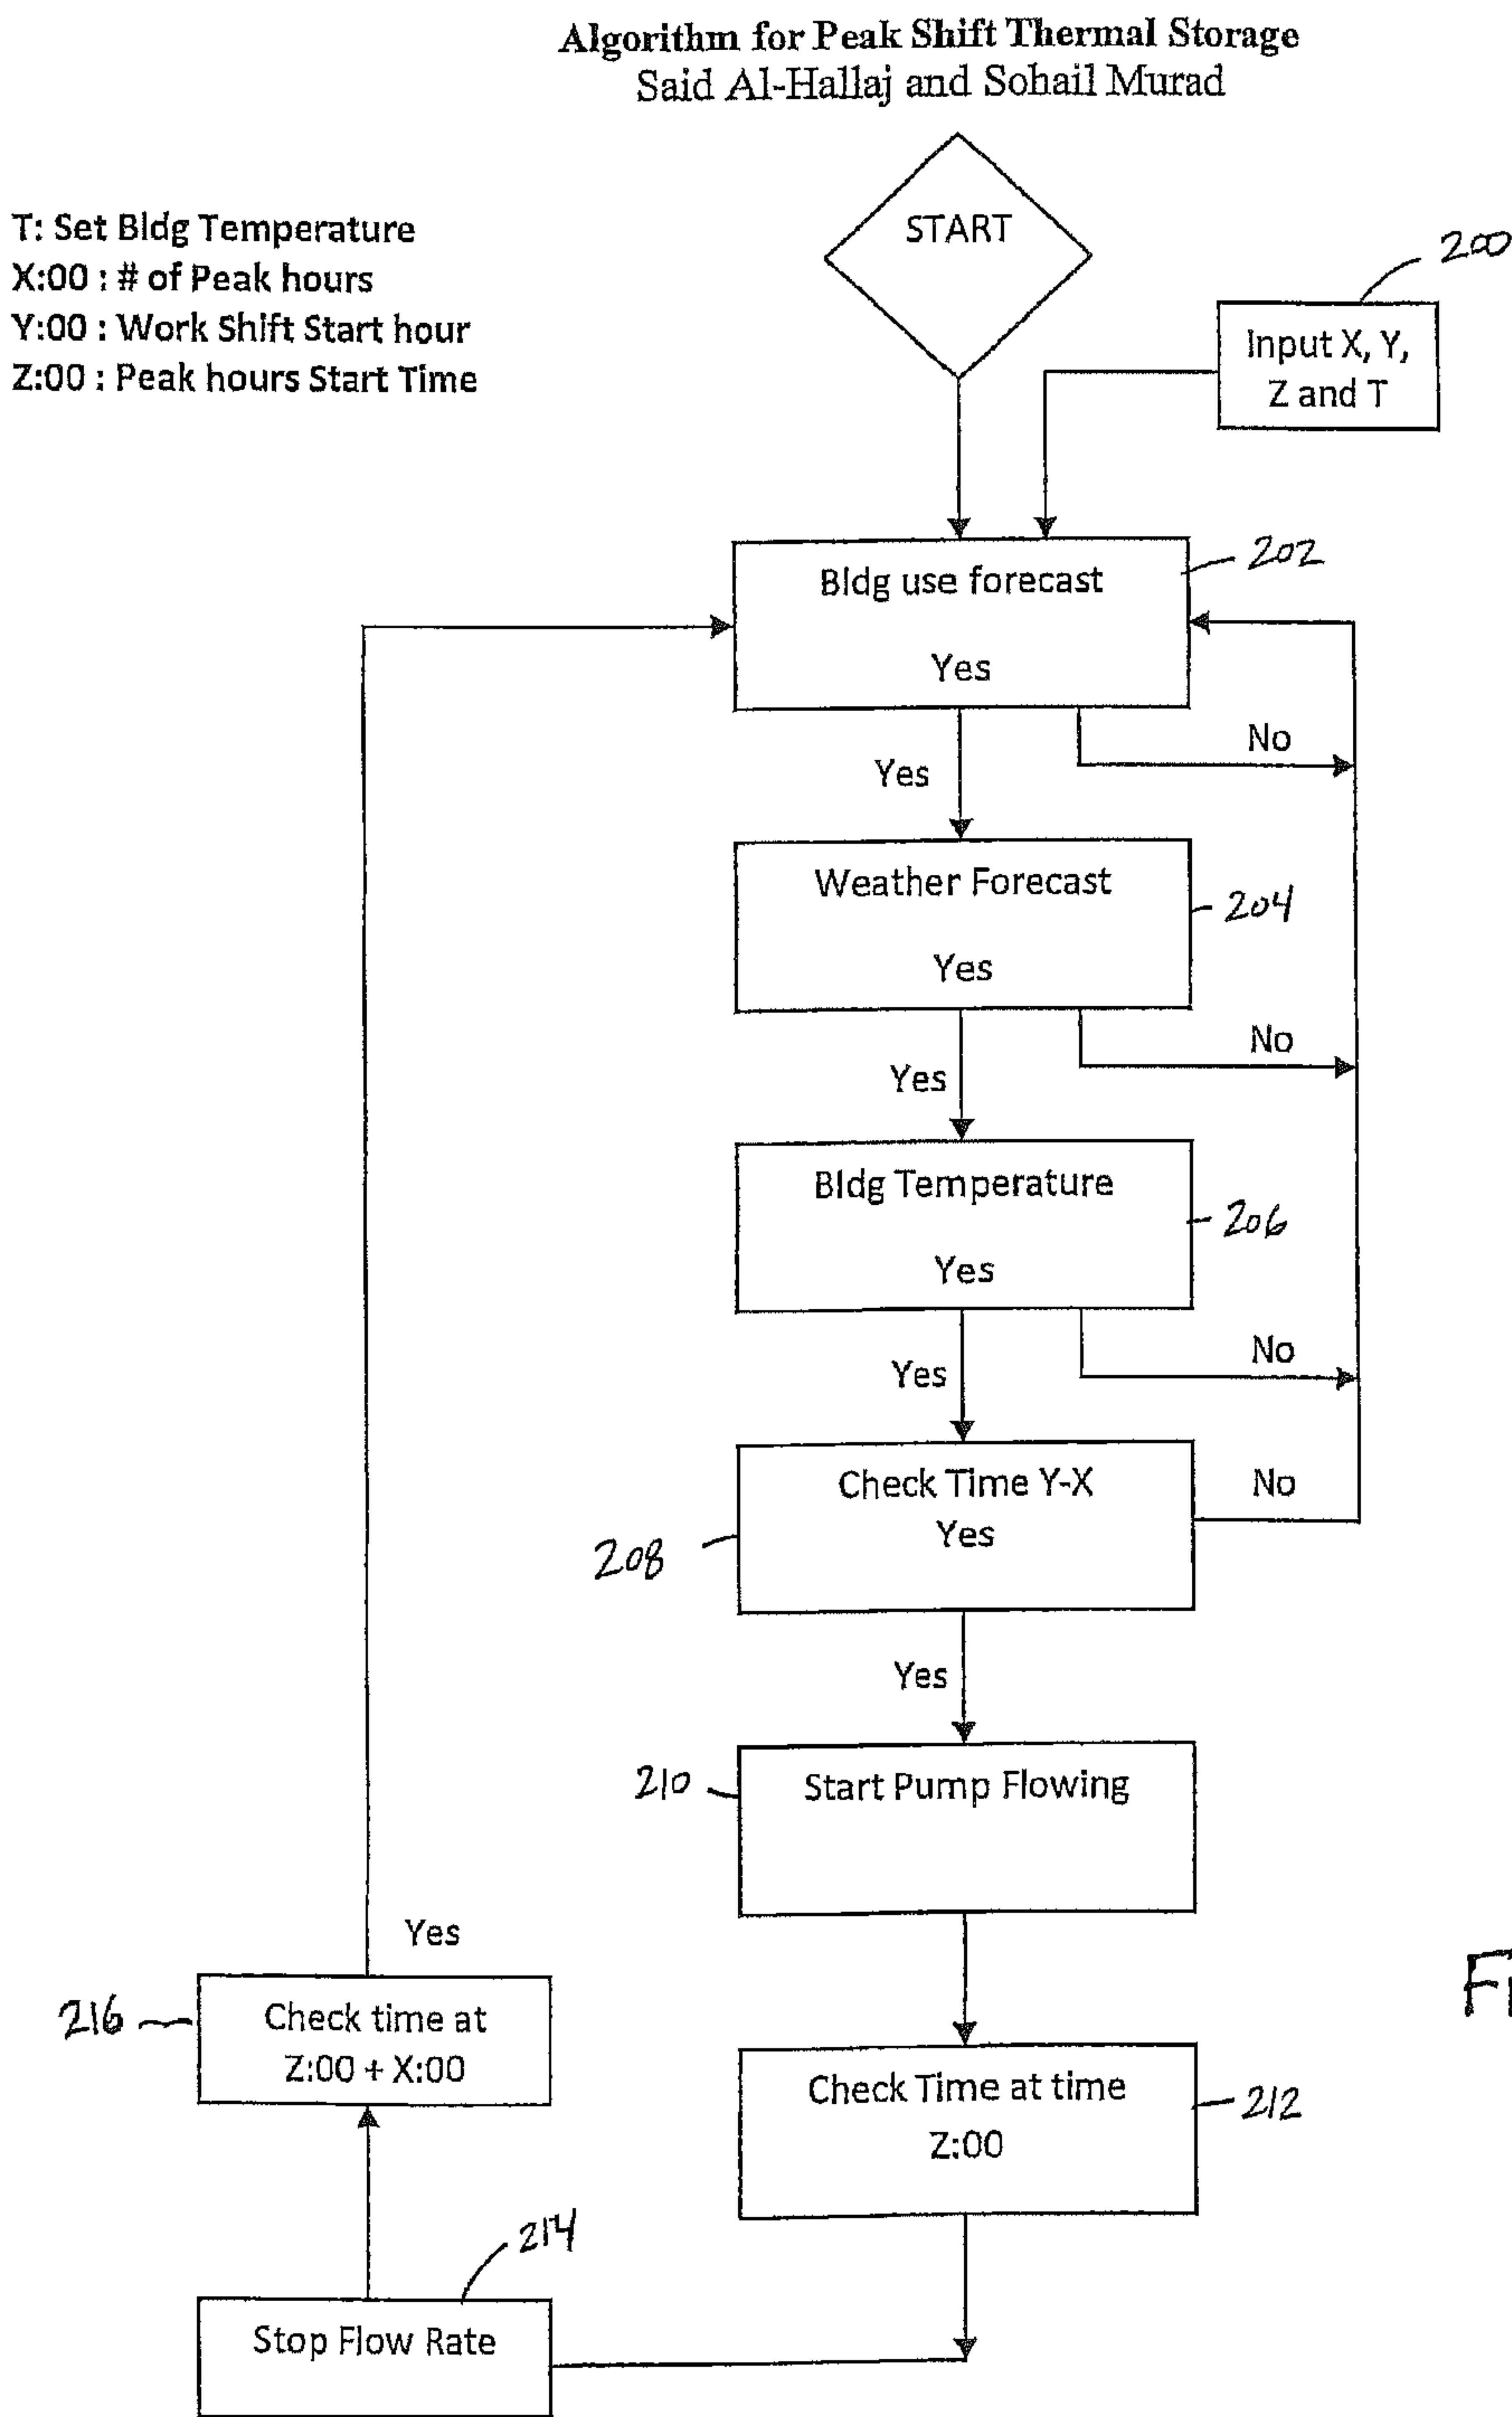 Algorithm for Peak Shift Thermal Storage
Said Al-Hallaj and Sohail Murad
T: Set Bldg Temperature
X:00 : # of Peak hours
Y:00 : Work Shift Start hour
Z:00 : Peak hours Start Time
START
200
Input X, Y,
Z and T
202
Bldg use forecast
Yes
No
Yes
Weather Forecast
204
Yes
No
Yes
Bldg Temperature
206
Yes
No
Yes
Check Time Y-X
No
Yes
208
Yes
210
Start Pump Flowing
Yes
216
Check time at
Z:00 + X:00
Check Time at time
212
Z:00
214
Stop Flow Rate